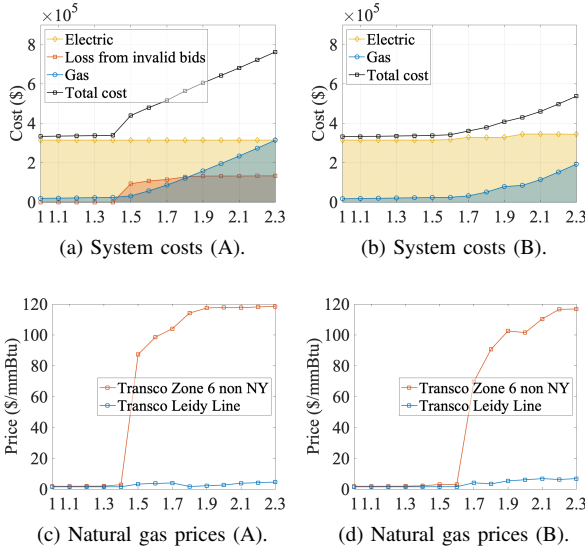 ×10⁵
8
6
4
2
0
Cost ($)
Electric
Loss from invalid bids
Gas
Total cost
1 1.1 1.3 1.5 1.7 1.9 2.1 2.3
(a) System costs (A).
×10⁵
8
6
4
2
0
Cost ($)
Electric
Gas
Total cost
1 1.1 1.3 1.5 1.7 1.9 2.1 2.3
(b) System costs (B).
120
100
80
60
40
20
0
Price ($/mmBtu)
Transco Zone 6 non NY
Transco Leidy Line
1 1.1 1.3 1.5 1.7 1.9 2.1 2.3
(c) Natural gas prices (A).
120
100
80
60
40
20
0
Price ($/mmBtu)
Transco Zone 6 non NY
Transco Leidy Line
1 1.1 1.3 1.5 1.7 1.9 2.1 2.3
(d) Natural gas prices (B).